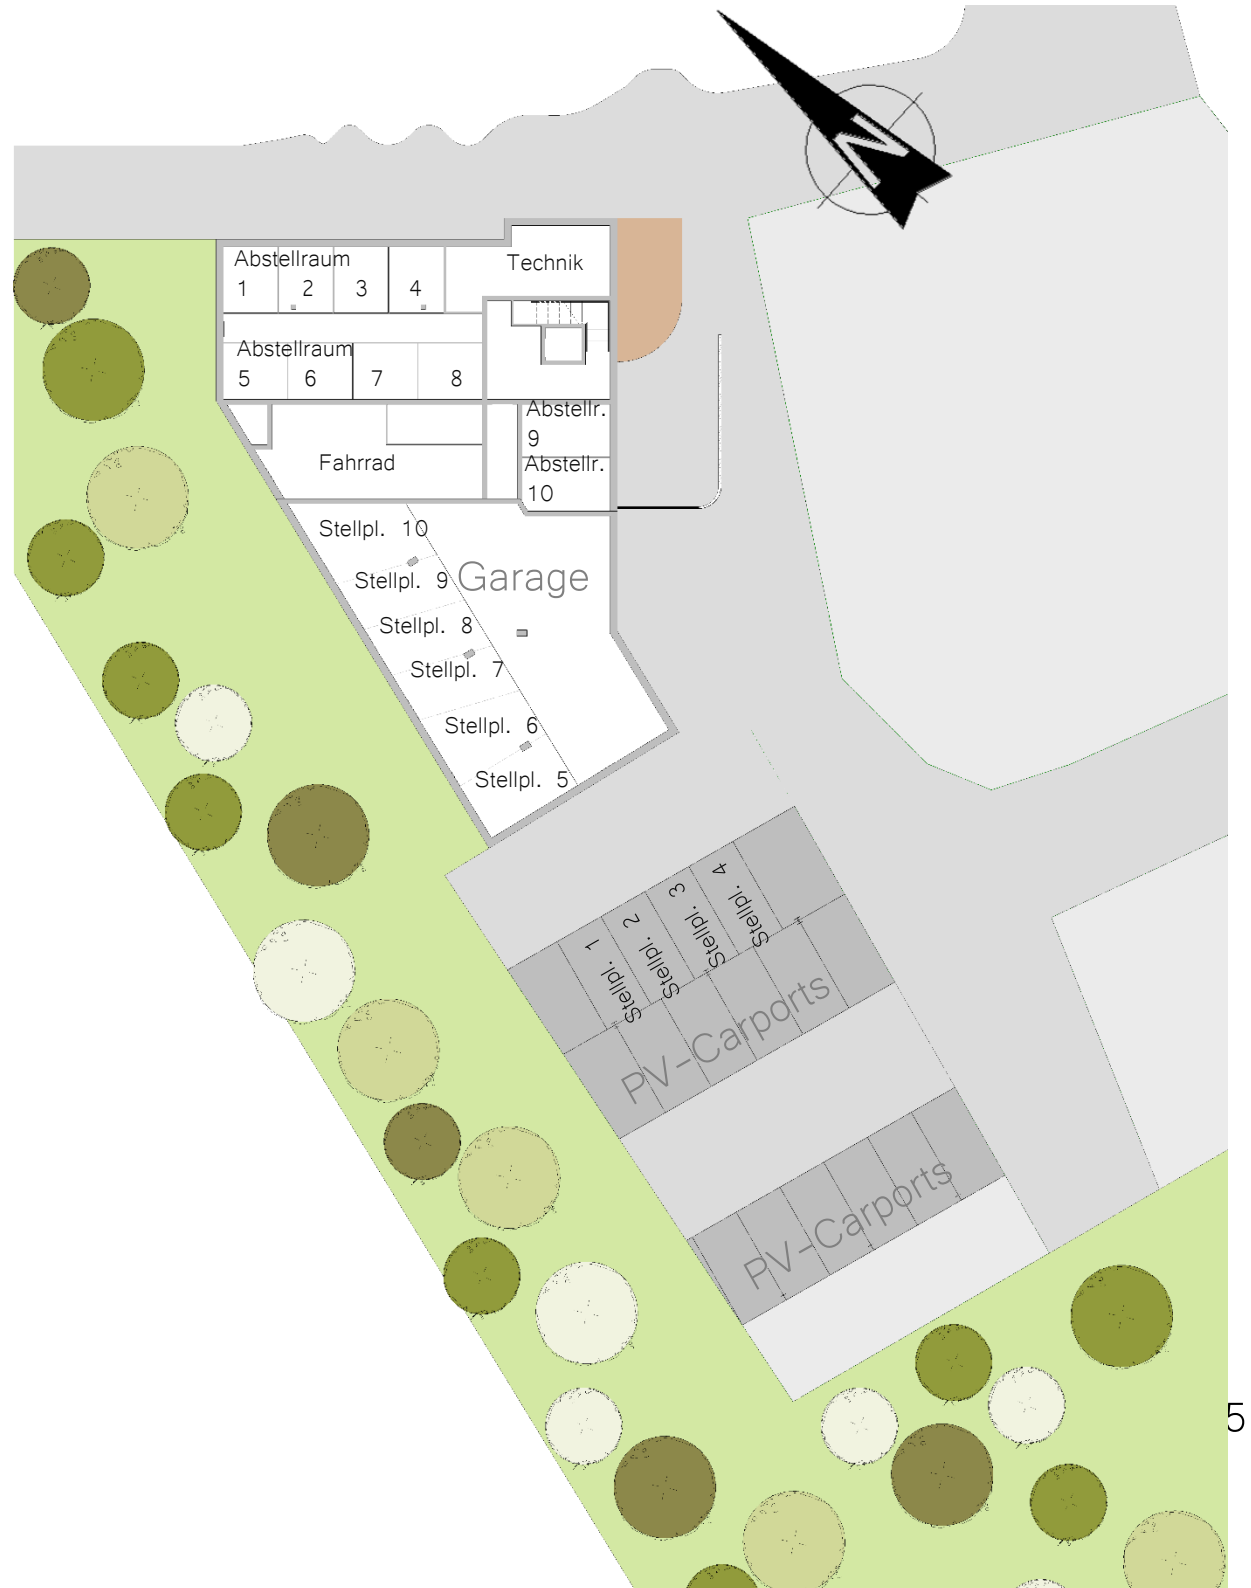 N
Abstellraum
1 2 3 4
Technik
Abstellraum
5 6 7 8
Abstellr.
9
Abstellr.
10
Fahrrad
Stellpl. 10
Stellpl. 9
Garage
Stellpl. 8
Stellpl. 7
Stellpl. 6
Stellpl. 5
Stellpl. 1
Stellpl. 2
Stellpl. 3
Stellpl. 4
PV-Carports
PV-Carports
5